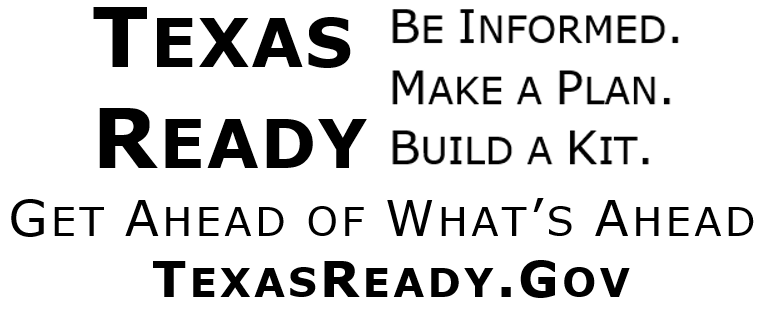 Texas Ready
Be Informed.
Make a Plan.
Build a Kit.
Get Ahead of What's Ahead
TexasReady.Gov